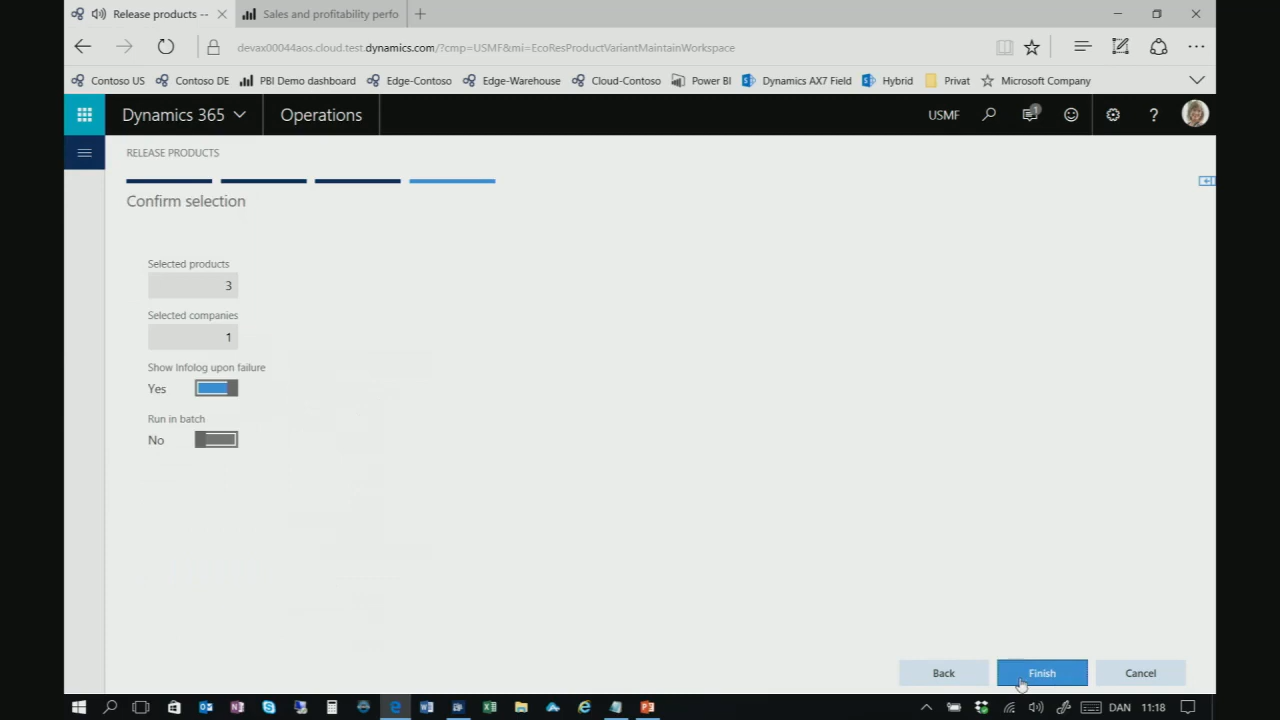 Release products --
Sales and profitability perfo
devax00044aos.cloud.test.dynamics.com/?cmp=USMF&mi=EcoResProductVariantMaintainWorkspace
Contoso US
Contoso DE
PBI Demo dashboard
Edge-Contoso
Edge-Warehouse
Cloud-Contoso
Power BI
Dynamics AX7 Field
Hybrid
Privat
Microsoft Company
Dynamics 365
Operations
USMF
1
?
RELEASE PRODUCTS
Confirm selection
Selected products
3
Selected companies
1
Show Infolog upon failure
Yes
Run in batch
No
Back
Finish
Cancel
DAN
11:18